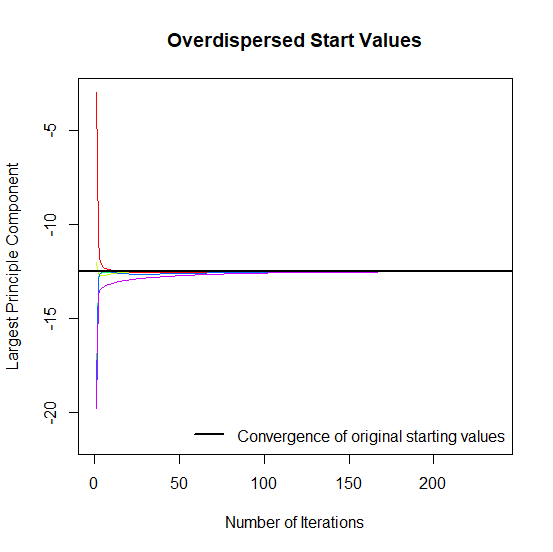 Overdispersed Start Values
Largest Principle Component
-5
-10
-15
-20
Convergence of original starting values
0 50 100 150 200
Number of Iterations